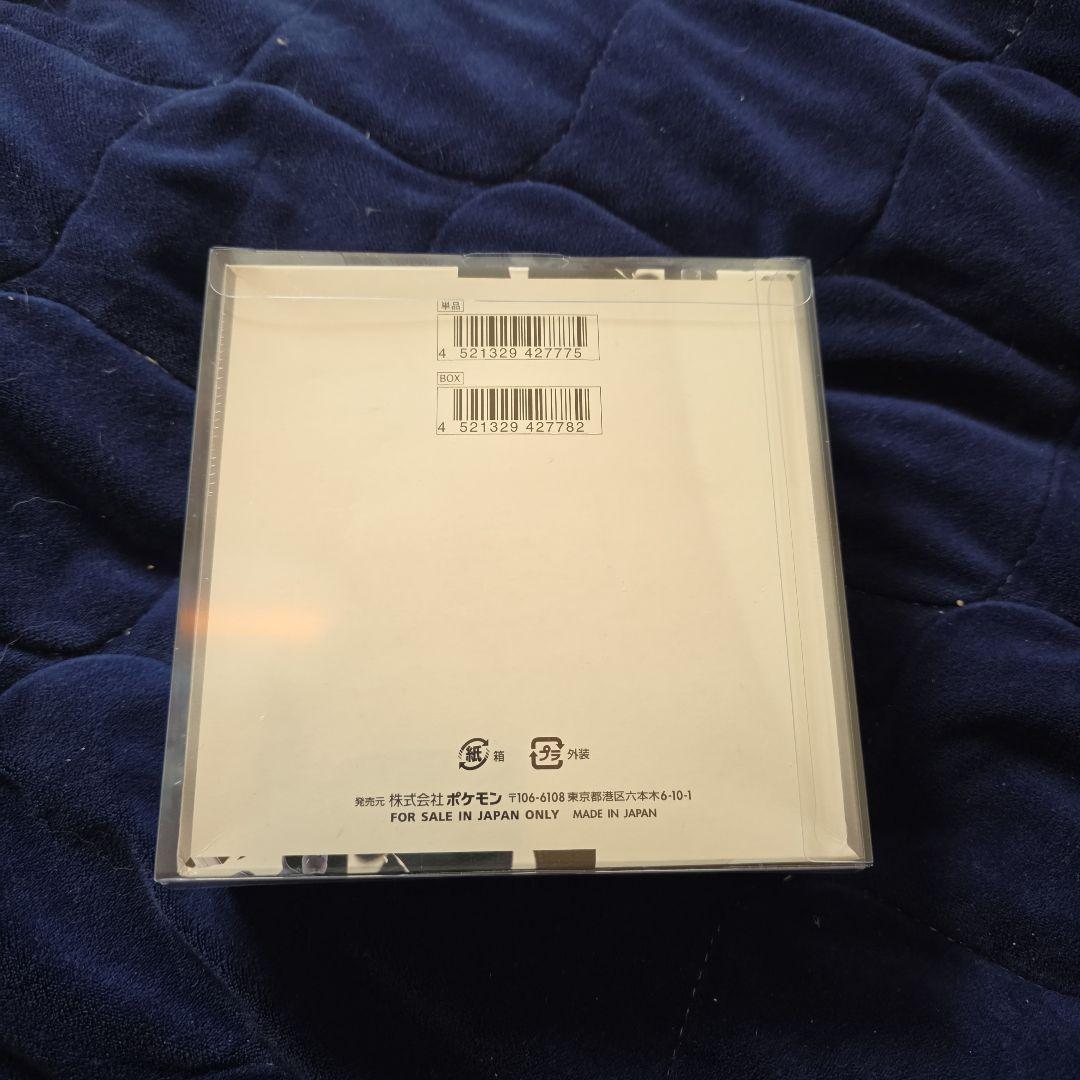 単品
4 521329 427775
BOX
4 521329 427782
紙 箱 プラ 外装
発売元 株式会社ポケモン 〒106-6108 東京都港区六本木6-10-1
FOR SALE IN JAPAN ONLY MADE IN JAPAN